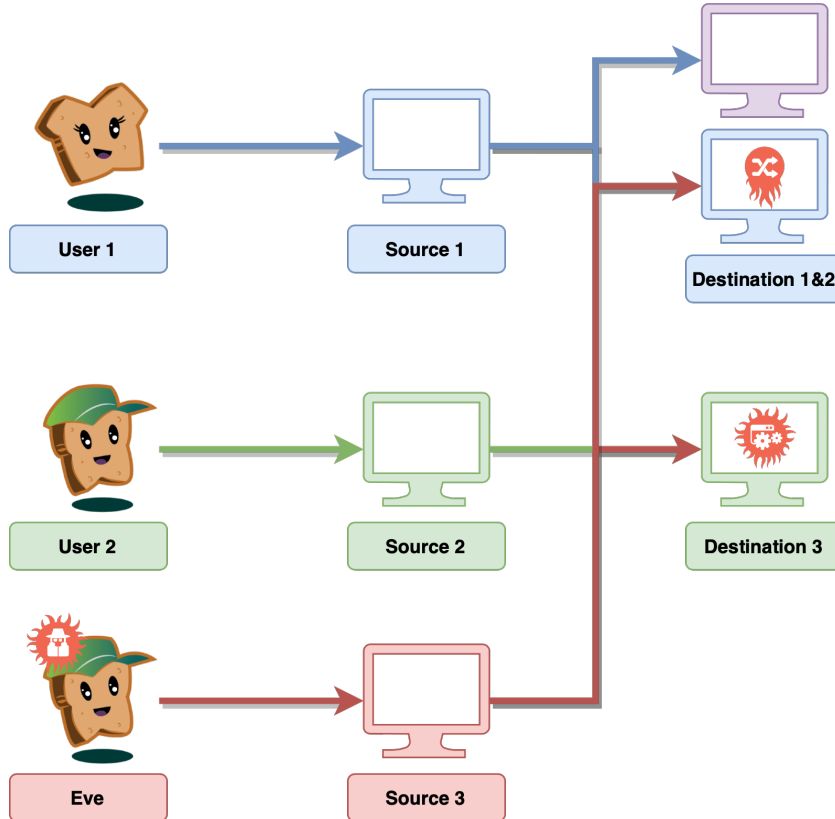 User 1
Source 1
Destination 1&2
User 2
Source 2
Destination 3
Eve
Source 3